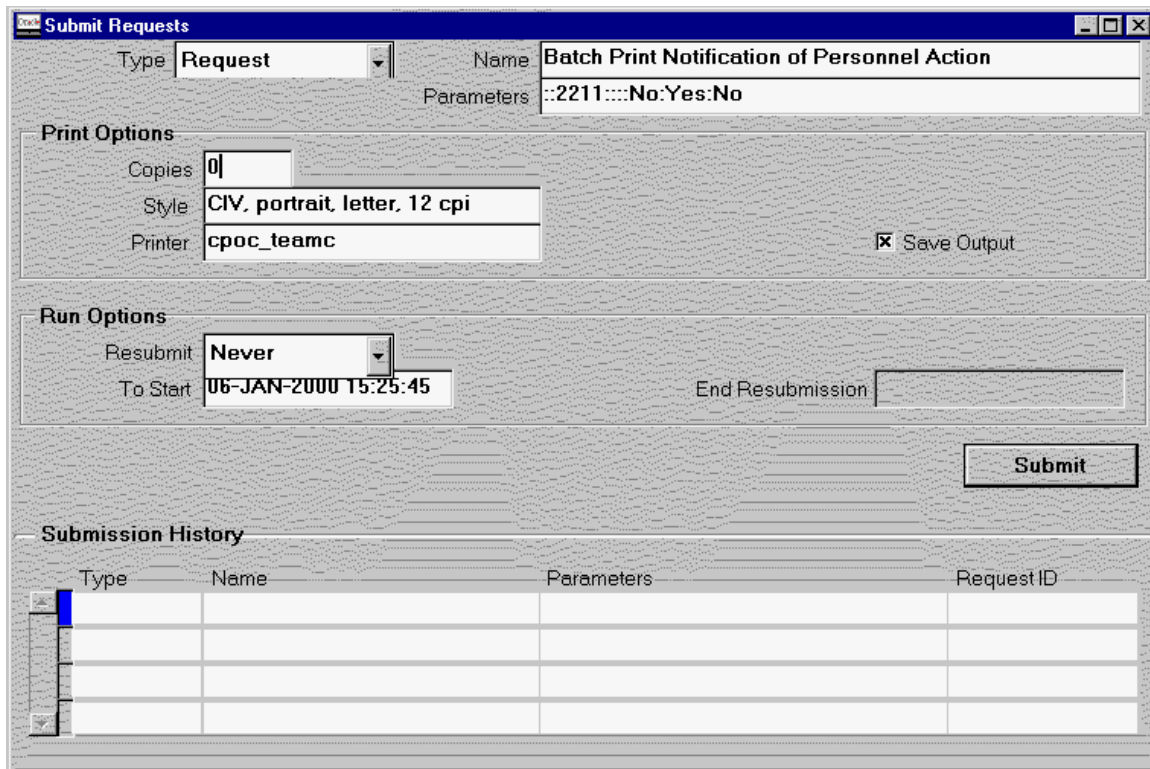 Oracle Submit Requests
Type Request Name Batch Print Notification of Personnel Action
Parameters ::2211::::No:Yes:No
Print Options
Copies 0
Style CIV, portrait, letter, 12 cpi
Printer cpoc_teamc Save Output
Run Options
Resubmit Never
To Start 06-JAN-2000 15:25:45 End Resubmission
Submit
Submission History
Type Name Parameters Request ID